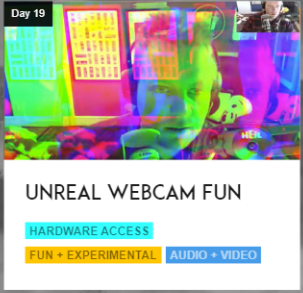 Day 19
UNREAL WEBCAM FUN
HARDWARE ACCESS
FUN + EXPERIMENTAL AUDIO + VIDEO